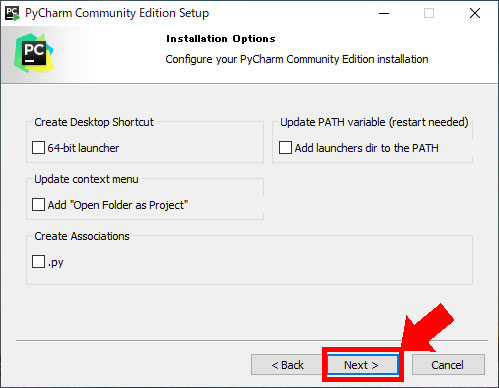 PyCharm Community Edition Setup
PC
Installation Options
Configure your PyCharm Community Edition installation
Create Desktop Shortcut
64-bit launcher
Update PATH variable (restart needed)
Add launchers dir to the PATH
Update context menu
Add "Open Folder as Project"
Create Associations
.py
< Back
Next >
Cancel